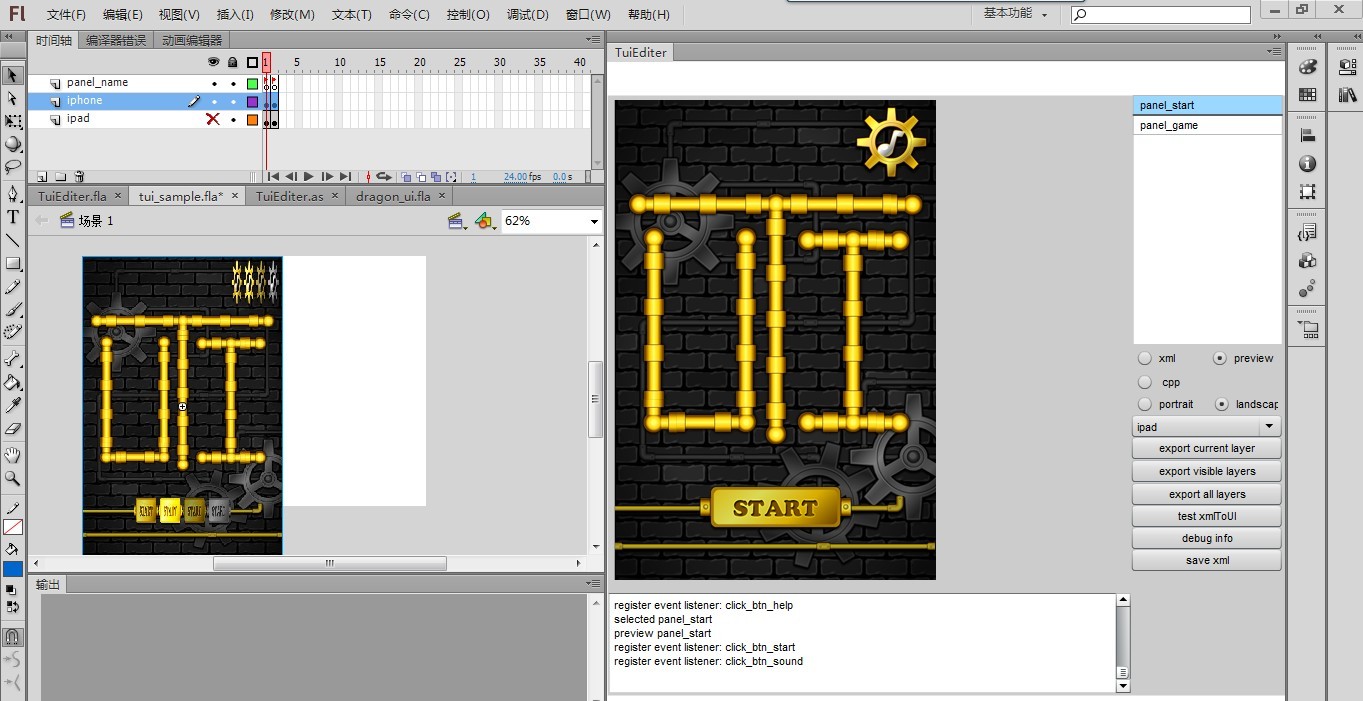 Fl 文件(F) 编辑(E) 视图(V) 插入(I) 修改(M) 文本(T) 命令(C) 控制(O) 调试(D) 窗口(W) 帮助(H) 基本功能
时间轴 编译器错误 动画编辑器
1 5 10 15 20 25 30 35 40
panel_name
iphone
ipad
1 24.00 fps 0.0 s
TuiEditer.fla × tui_sample.fla* × TuiEditer.as × dragon_ui.fla ×
场景 1 62%
START START START START
输出
TuiEditer
START
panel_start
panel_game
xml preview
cpp
portrait landscap
ipad
export current layer
export visible layers
export all layers
test xmlToUI
debug info
save xml
register event listener: click_btn_help
selected panel_start
preview panel_start
register event listener: click_btn_start
register event listener: click_btn_sound